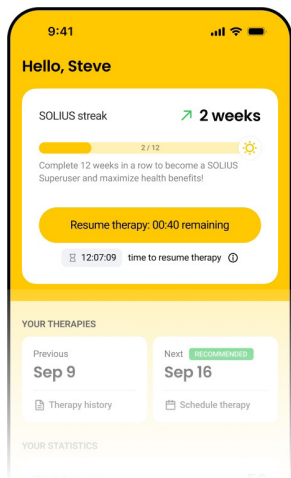 9:41
Hello, Steve
SOLIUS streak
2 weeks
2 / 12
Complete 12 weeks in a row to become a SOLIUS
Superuser and maximize health benefits!
Resume therapy: 00:40 remaining
12:07:09 time to resume therapy
YOUR THERAPIES
Previous
Sep 9
Therapy history
Next RECOMMENDED
Sep 16
Schedule therapy
YOUR STATISTICS